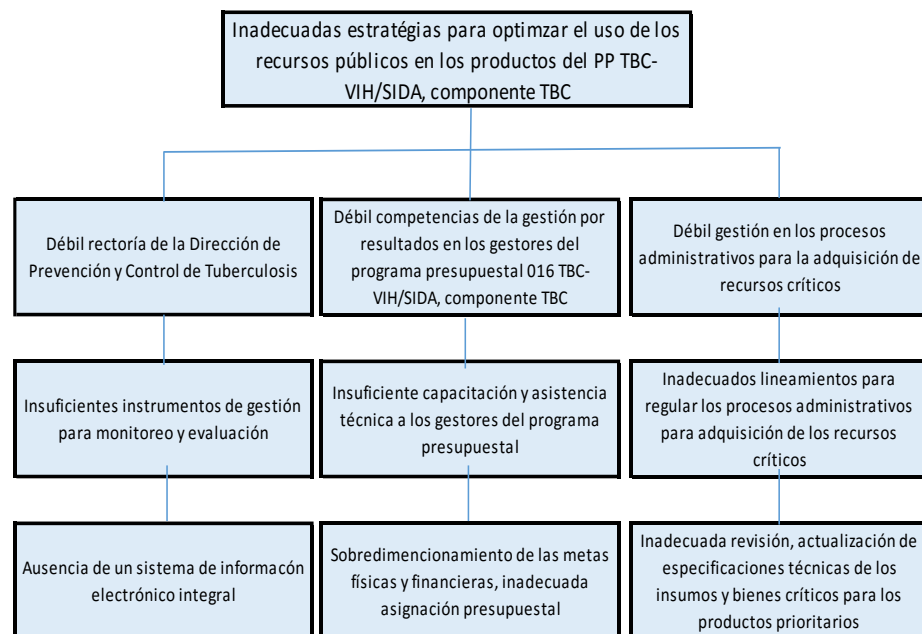 Inadecuadas estratégias para optimzar el uso de los
recursos públicos en los productos del PP TBC-
VIH/SIDA, componente TBC
Débil rectoría de la Dirección de
Prevención y Control de Tuberculosis
Débil competencias de la gestión por
resultados en los gestores del
programa presupuestal 016 TBC-
VIH/SIDA, componente TBC
Débil gestión en los procesos
administrativos para la adquisición de
recursos críticos
Insuficientes instrumentos de gestión
para monitoreo y evaluación
Insuficiente capacitación y asistencia
técnica a los gestores del programa
presupuestal
Inadecuados lineamientos para
regular los procesos administrativos
para adquisición de los recursos
críticos
Ausencia de un sistema de informacón
electrónico integral
Sobredimencionamiento de las metas
físicas y financieras, inadecuada
asignación presupuestal
Inadecuada revisión, actualización de
especificaciones técnicas de los
insumos y bienes críticos para los
productos prioritarios